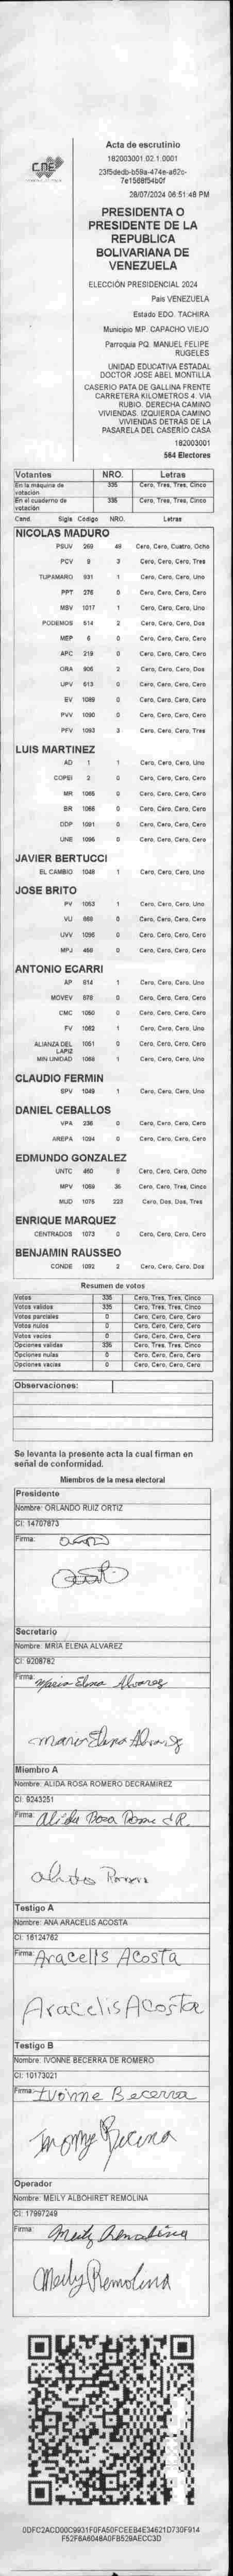 CNE
Acta de escrutinio
182003001.02.1.0001
28/07/2024 06:51:48 PM
PRESIDENTA O
PRESIDENTE DE LA
REPUBLICA
BOLIVARIANA DE
VENEZUELA
ELECCIÓN PRESIDENCIAL 2024
País VENEZUELA
Estado EDO. TACHIRA
Municipio MP. CAPACHO VIEJO
Parroquia PQ. MANUEL FELIPE
RUGELES
UNIDAD EDUCATIVA ESTADAL
DOCTOR JOSE ABEL MONTILLA
CASERIO PATA DE GALLINA FRENTE
CARRETERA KILOMETROS 4. VIA
RUBIO. DERECHA CAMINO
VIVIENDAS. IZQUIERDA CAMINO
VIVIENDAS DETRAS DE LA
PASARELA DEL CASERIO CASA
182003001
564 Electores
Votantes NRO. Letras
En la maquina de votación 335 Cero, Tres, Tres, Cinco
En el cuaderno de votación 335 Cero, Tres, Tres, Cinco
Cand. Sigla Código NRO. Letras
NICOLAS MADURO
PSUV 269 48 Cero, Cero, Cuatro, Ocho
PCV 9 3 Cero, Cero, Cero, Tres
TUPAMARO 931 1 Cero, Cero, Cero, Uno
PPT 276 0 Cero, Cero, Cero, Cero
MSV 1017 1 Cero, Cero, Cero, Uno
PODEMOS 514 2 Cero, Cero, Cero, Dos
MEP 6 0 Cero, Cero, Cero, Cero
APC 219 0 Cero, Cero, Cero, Cero
ORA 906 2 Cero, Cero, Cero, Dos
UPV 613 0 Cero, Cero, Cero, Cero
EV 1089 0 Cero, Cero, Cero, Cero
PVV 1090 0 Cero, Cero, Cero, Cero
PFV 1093 3 Cero, Cero, Cero, Tres
LUIS MARTINEZ
AD 1 1 Cero, Cero, Cero, Uno
COPEI 2 0 Cero, Cero, Cero, Cero
MR 1065 0 Cero, Cero, Cero, Cero
BR 1066 0 Cero, Cero, Cero, Cero
DDP 1091 0 Cero, Cero, Cero, Cero
UNE 1096 0 Cero, Cero, Cero, Cero
JAVIER BERTUCCI
EL CAMBIO 1048 1 Cero, Cero, Cero, Uno
JOSE BRITO
PV 1063 1 Cero, Cero, Cero, Uno
VU 668 0 Cero, Cero, Cero, Cero
UVV 1095 0 Cero, Cero, Cero, Cero
MPJ 456 0 Cero, Cero, Cero, Cero
ANTONIO ECARRI
AP 814 1 Cero, Cero, Cero, Uno
MOVEV 878 0 Cero, Cero, Cero, Cero
CMC 1050 0 Cero, Cero, Cero, Cero
FV 1062 1 Cero, Cero, Cero, Uno
ALIANZA DEL LAPIZ 1051 0 Cero, Cero, Cero, Cero
MIN UNIDAD 1069 1 Cero, Cero, Cero, Uno
CLAUDIO FERMIN
SPV 1049 1 Cero, Cero, Cero, Uno
DANIEL CEBALLOS
VPA 236 0 Cero, Cero, Cero, Cero
AREPA 1094 0 Cero, Cero, Cero, Cero
EDMUNDO GONZALEZ
UNTC 460 8 Cero, Cero, Cero, Ocho
MPV 35 Cero, Cero, Tres, Cinco
MUD 1075 223 Cero, Dos, Dos, Tres
ENRIQUE MARQUEZ
CENTRADOS 1073 0 Cero, Cero, Cero, Cero
BENJAMIN RAUSSEO
CONDE 1092 2 Cero, Cero, Cero, Dos
Resumen de votos
Votos 335 Cero, Tres, Tres, Cinco
Votos validos 335 Cero, Tres, Tres, Cinco
Votos parciales 0 Cero, Cero, Cero, Cero
Votos nulos 0 Cero, Cero, Cero, Cero
Votos vacios 0 Cero, Cero, Cero, Cero
Opciones validas 335 Cero, Tres, Tres, Cinco
Opciones nulas 0 Cero, Cero, Cero, Cero
Opciones vacias 0 Cero, Cero, Cero, Cero
Observaciones:
Se levanta la presente acta la cual firman en
señal de conformidad.
Miembros de la mesa electoral
Presidente
Nombre: ORLANDO RUIZ ORTIZ
CI: 14707873
Firma:
Secretario
Nombre: MRIA ELENA ALVAREZ
CI: 9208782
Firma: Maria Elena Alvarez
Maria Elena Alvarez
Miembro A
Nombre: ALIDA ROSA ROMERO DECRAMIREZ
CI: 9243251
Firma: Alida Rosa Rome d R.
Alida Romero
Testigo A
Nombre: ANA ARACELIS ACOSTA
CI: 16124762
Firma: Aracelis Acosta
Aracelis Acosta
Testigo B
Nombre: IVONNE BECERRA DE ROMERO
CI: 10173021
Firma: Ivonne Becerra
Ivonne Becerra
Operador
Nombre: MEILY ALBOHIRET REMOLINA
CI: 17997249
Firma: Meily Remolina
Meily Remolina